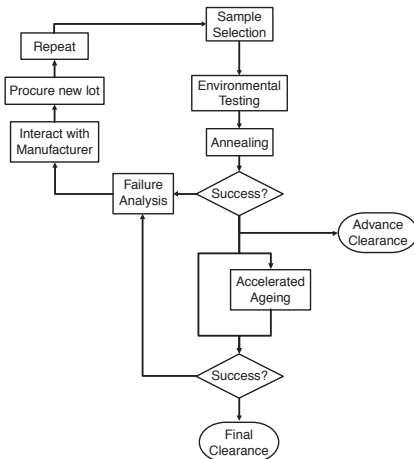 Sample
Selection
Repeat
Environmental
Testing
Procure new lot
Annealing
Interact with
Manufacturer
Success?
Failure
Analysis
Advance
Clearance
Accelerated
Ageing
Success?
Final
Clearance